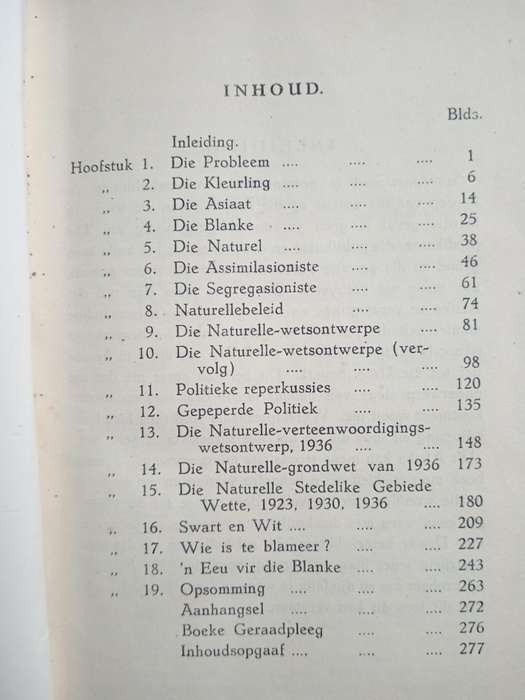 INHOUD.
Blds.
Inleiding.
Hoofstuk 1. Die Probleem .... .... .... 1
„ 2. Die Kleurling .... .... .... 6
„ 3. Die Asiaat .... .... .... 14
„ 4. Die Blanke .... .... .... 25
„ 5. Die Naturel .... .... .... 38
„ 6. Die Assimilasioniste .... .... 46
„ 7. Die Segregasioniste .... .... 61
„ 8. Naturellebeleid .... .... 74
„ 9. Die Naturelle-wetsontwerpe .... 81
„ 10. Die Naturelle-wetsontwerpe (ver-
volg) .... .... .... 98
„ 11. Politieke reperkussies .... .... 120
„ 12. Gepeperde Politiek .... .... 135
„ 13. Die Naturelle-verteenwoordigings-
wetsontwerp, 1936 .... .... 148
„ 14. Die Naturelle-grondwet van 1936 173
„ 15. Die Naturelle Stedelike Gebiede
Wette, 1923, 1930, 1936 .... 180
„ 16. Swart en Wit .... .... .... 209
„ 17. Wie is te blameer? .... .... 227
„ 18. 'n Eeu vir die Blanke .... .... 243
„ 19. Opsomming .... .... .... 263
Aanhangsel .... .... .... 272
Boeke Geraadpleeg .... .... 276
Inhoudsopgaaf .... .... .... 277